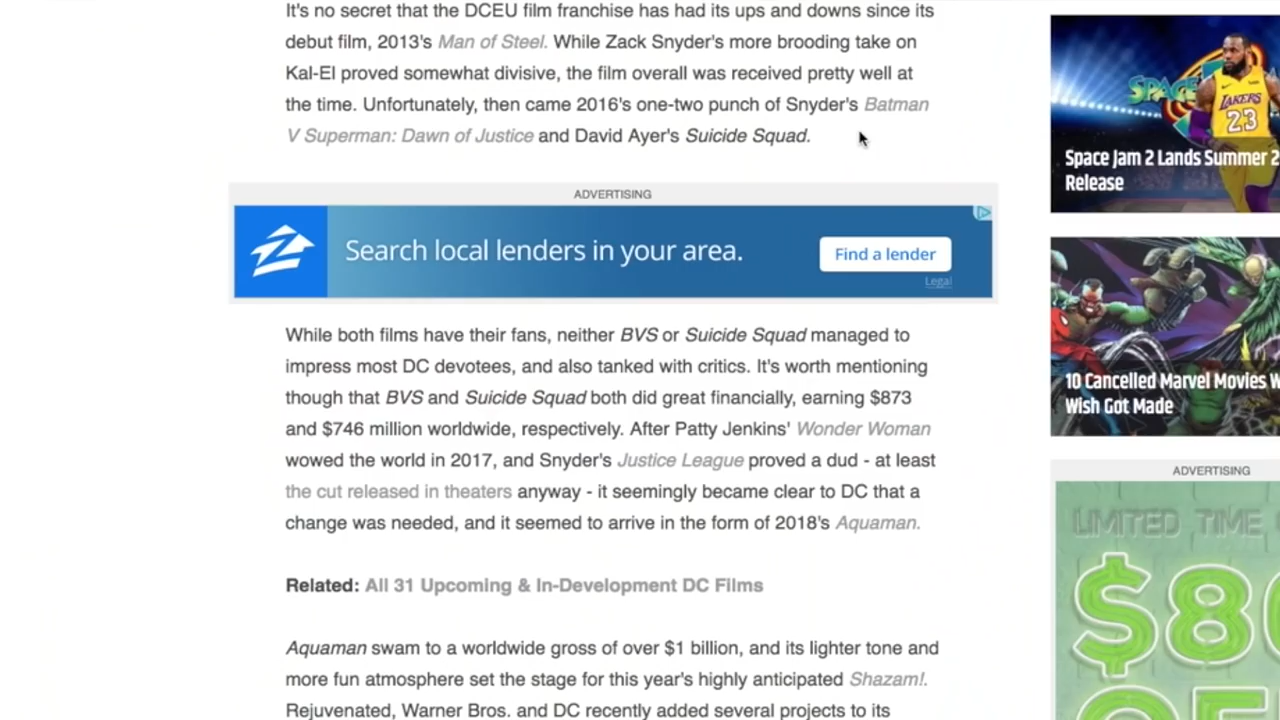 It's no secret that the DCEU film franchise has had its ups and downs since its
debut film, 2013's Man of Steel. While Zack Snyder's more brooding take on
Kal-El proved somewhat divisive, the film overall was received pretty well at
the time. Unfortunately, then came 2016's one-two punch of Snyder's Batman
V Superman: Dawn of Justice and David Ayer's Suicide Squad.
ADVERTISING
Search local lenders in your area.
Find a lender
Legal
While both films have their fans, neither BVS or Suicide Squad managed to
impress most DC devotees, and also tanked with critics. It's worth mentioning
though that BVS and Suicide Squad both did great financially, earning $873
and $746 million worldwide, respectively. After Patty Jenkins' Wonder Woman
wowed the world in 2017, and Snyder's Justice League proved a dud - at least
the cut released in theaters anyway - it seemingly became clear to DC that a
change was needed, and it seemed to arrive in the form of 2018's Aquaman.
Related: All 31 Upcoming & In-Development DC Films
Aquaman swam to a worldwide gross of over $1 billion, and its lighter tone and
more fun atmosphere set the stage for this year's highly anticipated Shazam!.
Rejuvenated, Warner Bros. and DC recently added several projects to its
SPACE
LAKERS
23
Space Jam 2 Lands Summer 2
Release
10 Cancelled Marvel Movies W
Wish Got Made
ADVERTISING
LIMITED TIME
$8